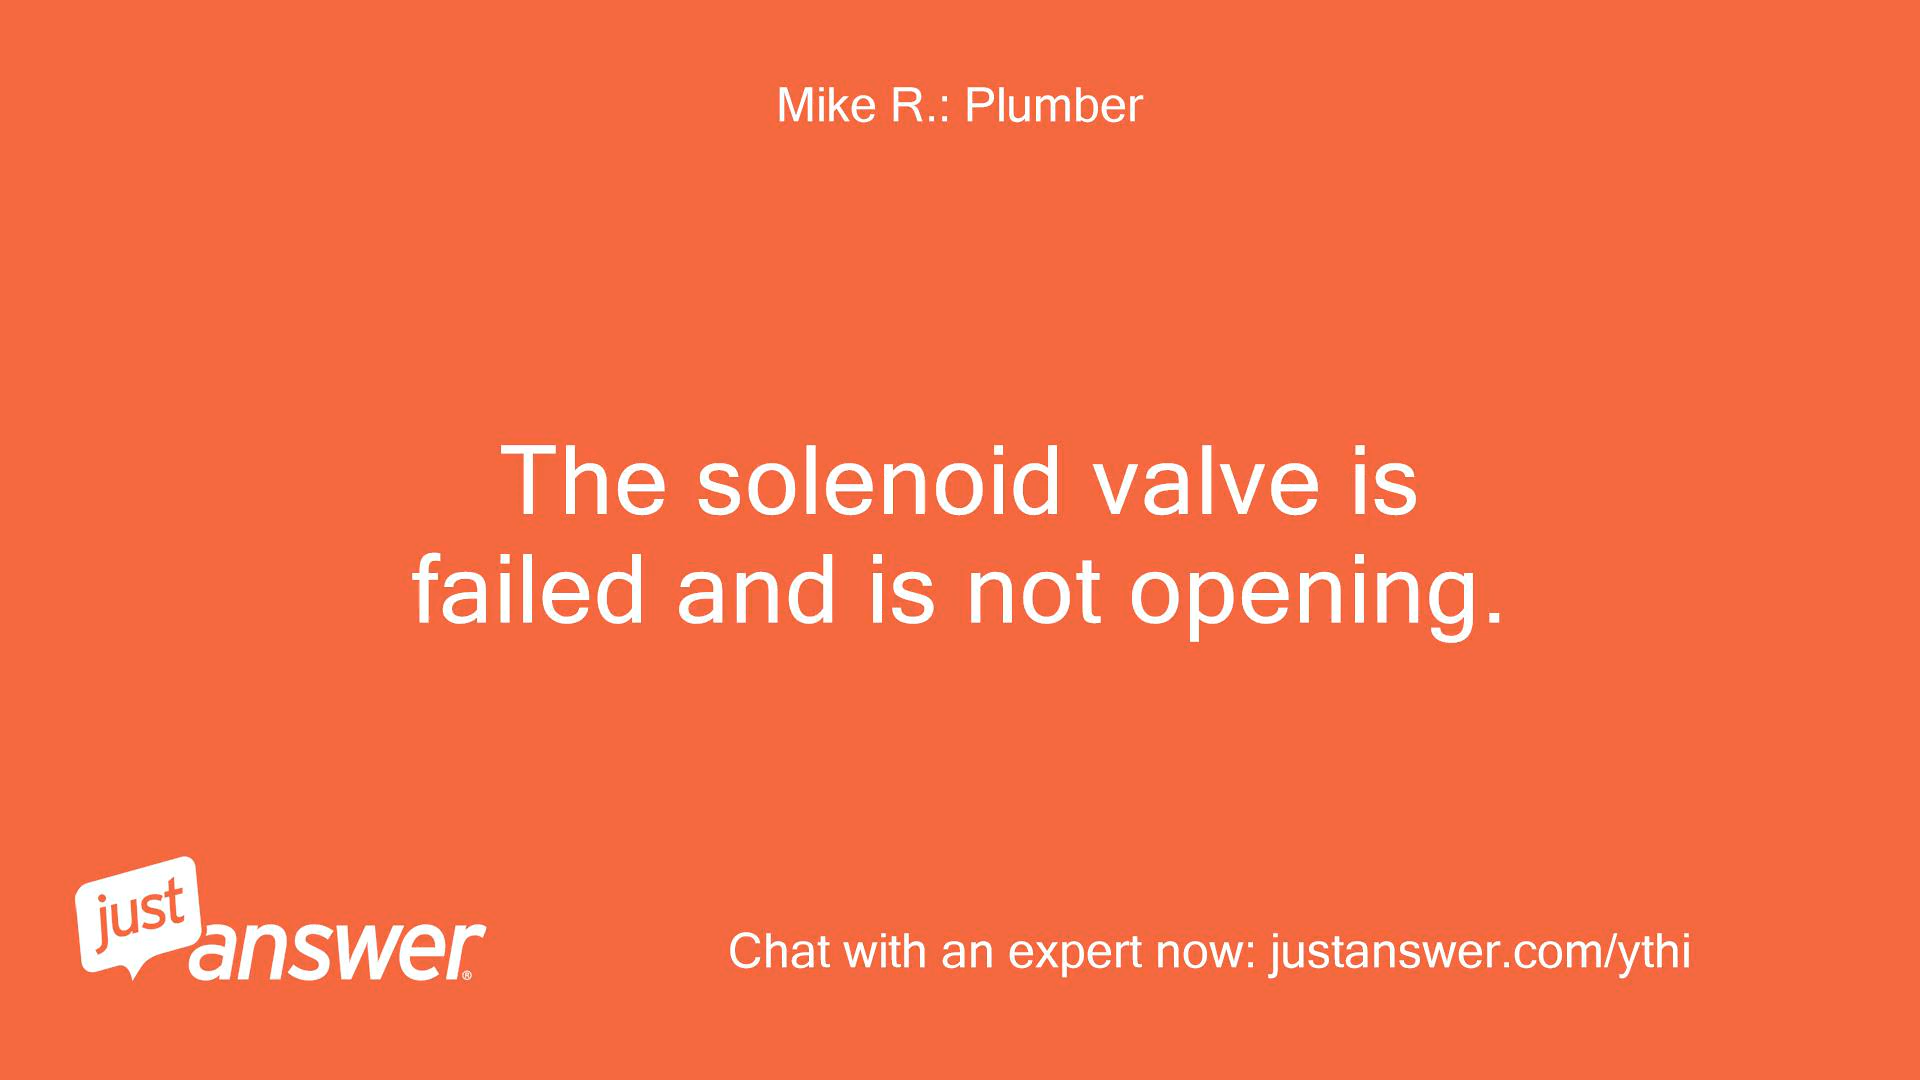 Mike R.: Plumber
The solenoid valve is
failed and is not opening.
just
answer®
Chat with an expert now: justanswer.com/ythi